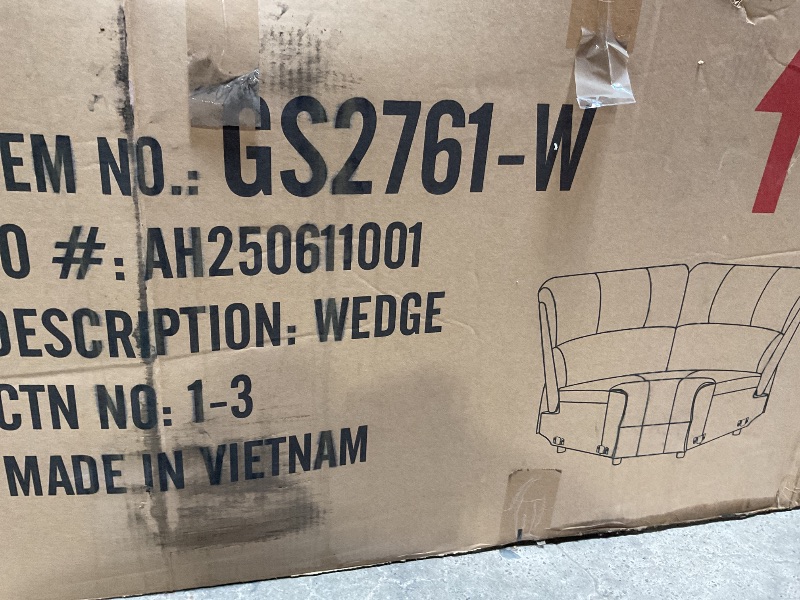 EM NO.: GS2761-W
O #: AH250611001
DESCRIPTION: WEDGE
CTN NO: 1-3
MADE IN VIETNAM